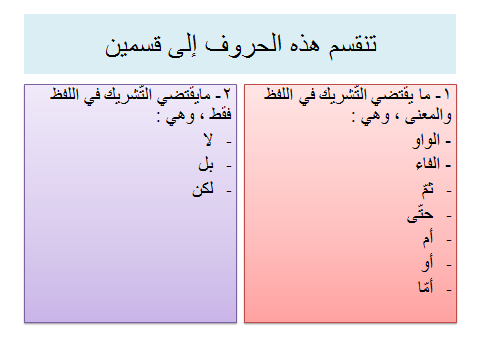 تنقسم هذه الحروف إلى قسمين
١- ما يقتضي التّشريك في اللفظ
والمعنى ، وهي :
- الواو
- الفاء
- ثمّ
- حتّى
- أم
- أو
- أمّا
٢- مايقتضي التّشريك في اللفظ
فقط ، وهي :
- لا
- بل
- لكن